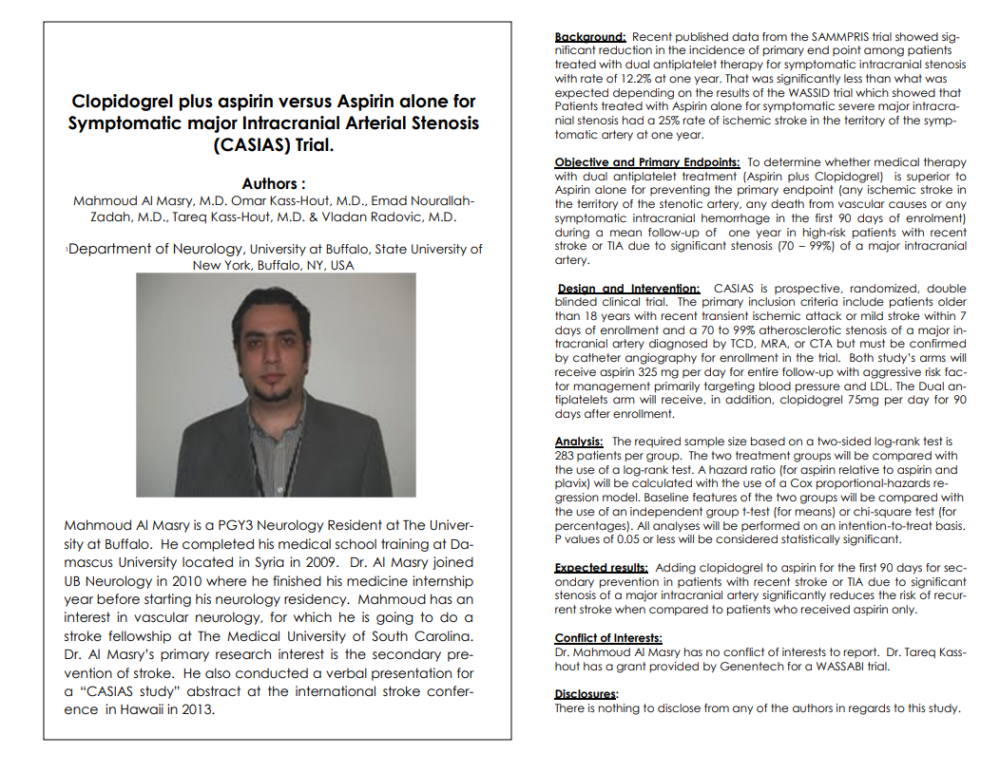 Clopidogrel plus aspirin versus Aspirin alone for
Symptomatic major Intracranial Arterial Stenosis
(CASIAS) Trial.
Authors :
Mahmoud Al Masry, M.D. Omar Kass-Hout, M.D., Emad Nourallah-
Zadah, M.D., Tareq Kass-Hout, M.D. & Vladan Radovic, M.D.
¹Department of Neurology, University at Buffalo, State University of
New York, Buffalo, NY, USA
Mahmoud Al Masry is a PGY3 Neurology Resident at The Univer-
sity at Buffalo. He completed his medical school training at Da-
mascus University located in Syria in 2009. Dr. Al Masry joined
UB Neurology in 2010 where he finished his medicine internship
year before starting his neurology residency. Mahmoud has an
interest in vascular neurology, for which he is going to do a
stroke fellowship at The Medical University of South Carolina.
Dr. Al Masry's primary research interest is the secondary pre-
vention of stroke. He also conducted a verbal presentation for
a “CASIAS study” abstract at the international stroke confer-
ence in Hawaii in 2013.
Background: Recent published data from the SAMMPRIS trial showed sig-
nificant reduction in the incidence of primary end point among patients
treated with dual antiplatelet therapy for symptomatic intracranial stenosis
with rate of 12.2% at one year. That was significantly less than what was
expected depending on the results of the WASSID trial which showed that
Patients treated with Aspirin alone for symptomatic severe major intracra-
nial stenosis had a 25% rate of ischemic stroke in the territory of the symp-
tomatic artery at one year.
Objective and Primary Endpoints: To determine whether medical therapy
with dual antiplatelet treatment (Aspirin plus Clopidogrel) is superior to
Aspirin alone for preventing the primary endpoint (any ischemic stroke in
the territory of the stenotic artery, any death from vascular causes or any
symptomatic intracranial hemorrhage in the first 90 days of enrolment)
during a mean follow-up of one year in high-risk patients with recent
stroke or TIA due to significant stenosis (70 – 99%) of a major intracranial
artery.
Design and Intervention: CASIAS is prospective, randomized, double
blinded clinical trial. The primary inclusion criteria include patients older
than 18 years with recent transient ischemic attack or mild stroke within 7
days of enrollment and a 70 to 99% atherosclerotic stenosis of a major in-
tracranial artery diagnosed by TCD, MRA, or CTA but must be confirmed
by catheter angiography for enrollment in the trial. Both study's arms will
receive aspirin 325 mg per day for entire follow-up with aggressive risk fac-
tor management primarily targeting blood pressure and LDL. The Dual an-
tiplatelets arm will receive, in addition, clopidogrel 75mg per day for 90
days after enrollment.
Analysis: The required sample size based on a two-sided log-rank test is
283 patients per group. The two treatment groups will be compared with
the use of a log-rank test. A hazard ratio (for aspirin relative to aspirin and
plavix) will be calculated with the use of a Cox proportional-hazards re-
gression model. Baseline features of the two groups will be compared with
the use of an independent group t-test (for means) or chi-square test (for
percentages). All analyses will be performed on an intention-to-treat basis.
P values of 0.05 or less will be considered statistically significant.
Expected results: Adding clopidogrel to aspirin for the first 90 days for sec-
ondary prevention in patients with recent stroke or TIA due to significant
stenosis of a major intracranial artery significantly reduces the risk of recur-
rent stroke when compared to patients who received aspirin only.
Conflict of Interests:
Dr. Mahmoud Al Masry has no conflict of interests to report. Dr. Tareq Kass-
hout has a grant provided by Genentech for a WASSABI trial.
Disclosures:
There is nothing to disclose from any of the authors in regards to this study.